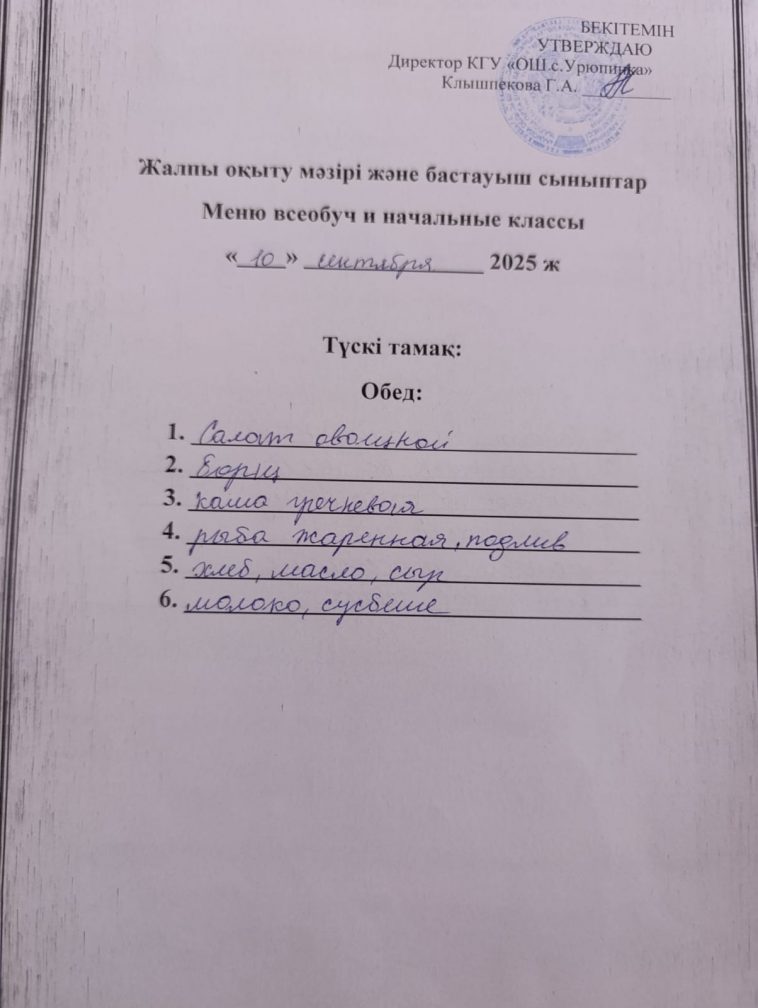 БЕКІТЕМІН
УТВЕРЖДАЮ
Директор КГУ «ОШ с.Урюпинка»
Клышпекова Г.А.
Жалпы оқыту мәзірі және бастауыш сыныптар
Меню всеобуч и начальные классы
«10» сентября 2025 ж
Түскі тамақ:
Обед:
1. Салат овощной
2. Борщ
3. каша гречневая
4. рыба жаренная, подлив
5. хлеб, масло, сыр
6. молоко, сусбеше